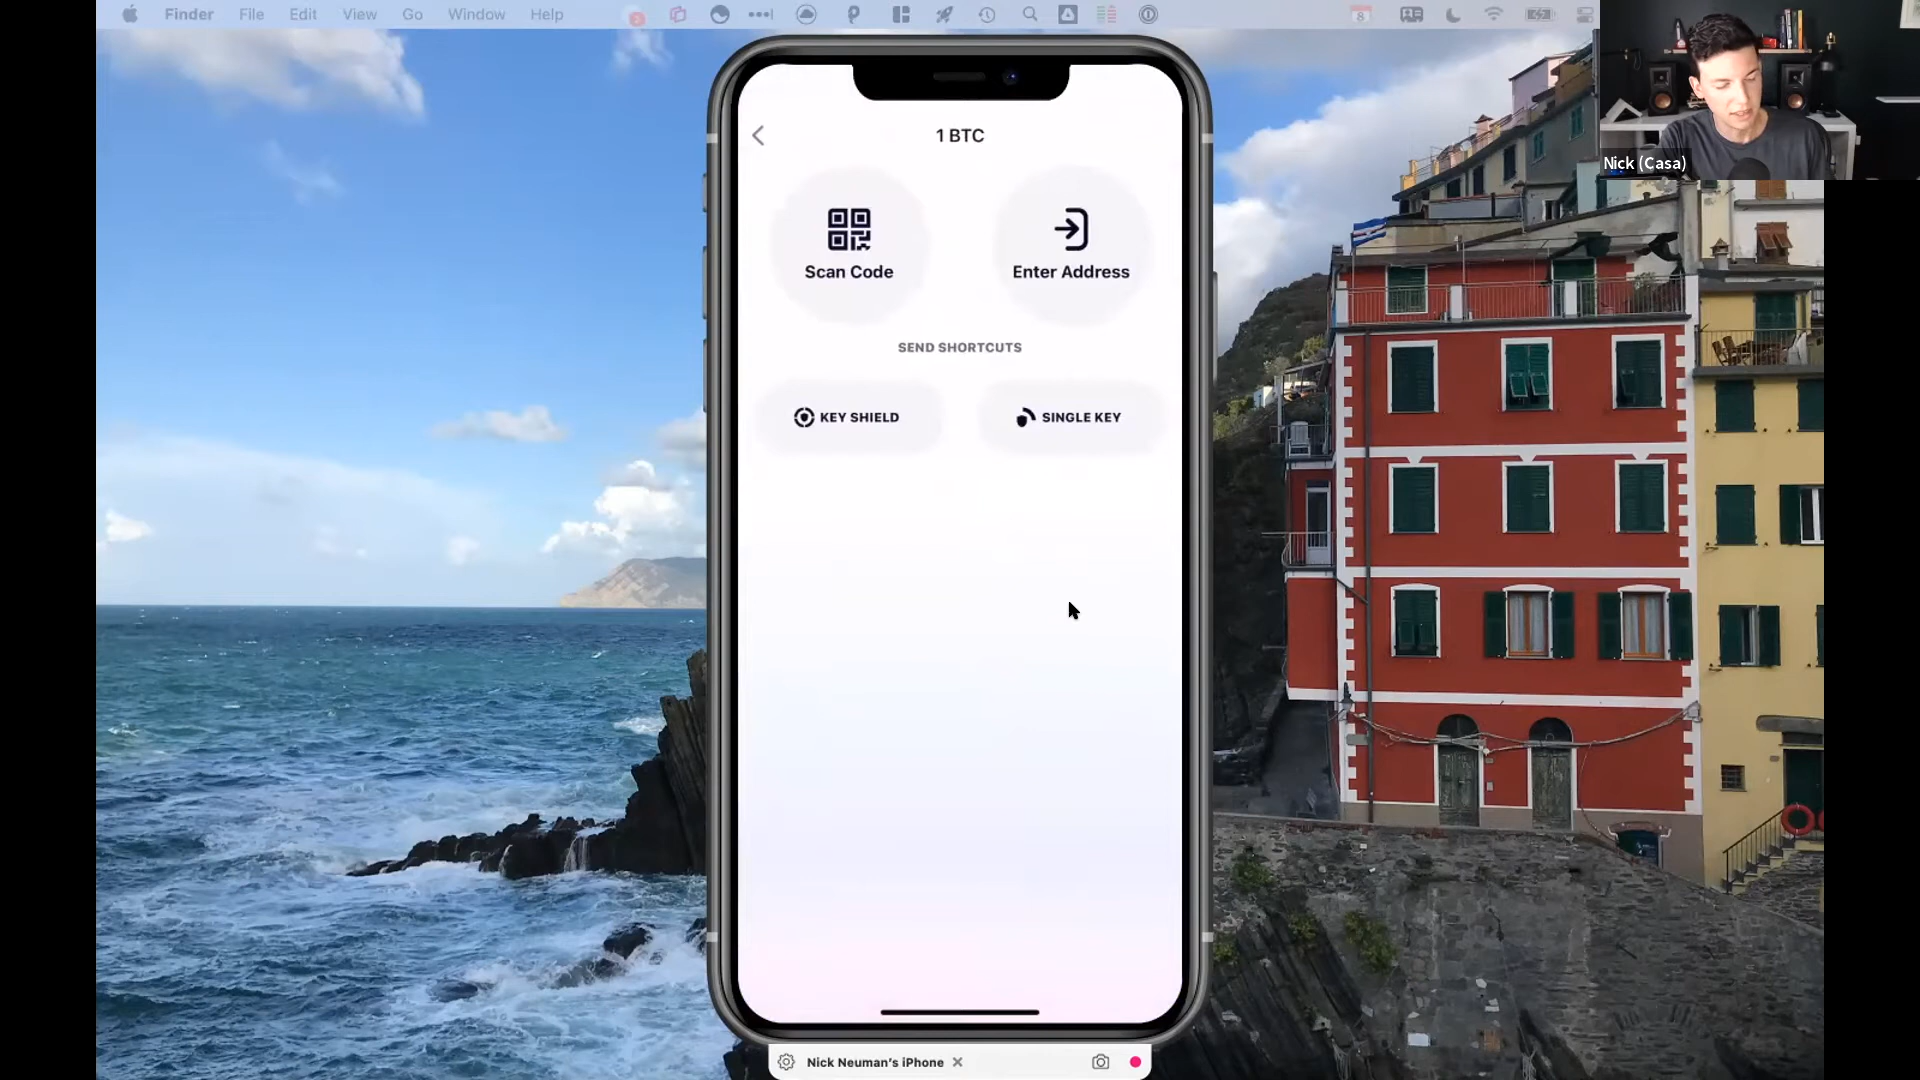 Finder File Edit View Go Window Help
8
Nick (Casa)
1 BTC
Scan Code
Enter Address
SEND SHORTCUTS
KEY SHIELD
SINGLE KEY
Nick Neuman's iPhone